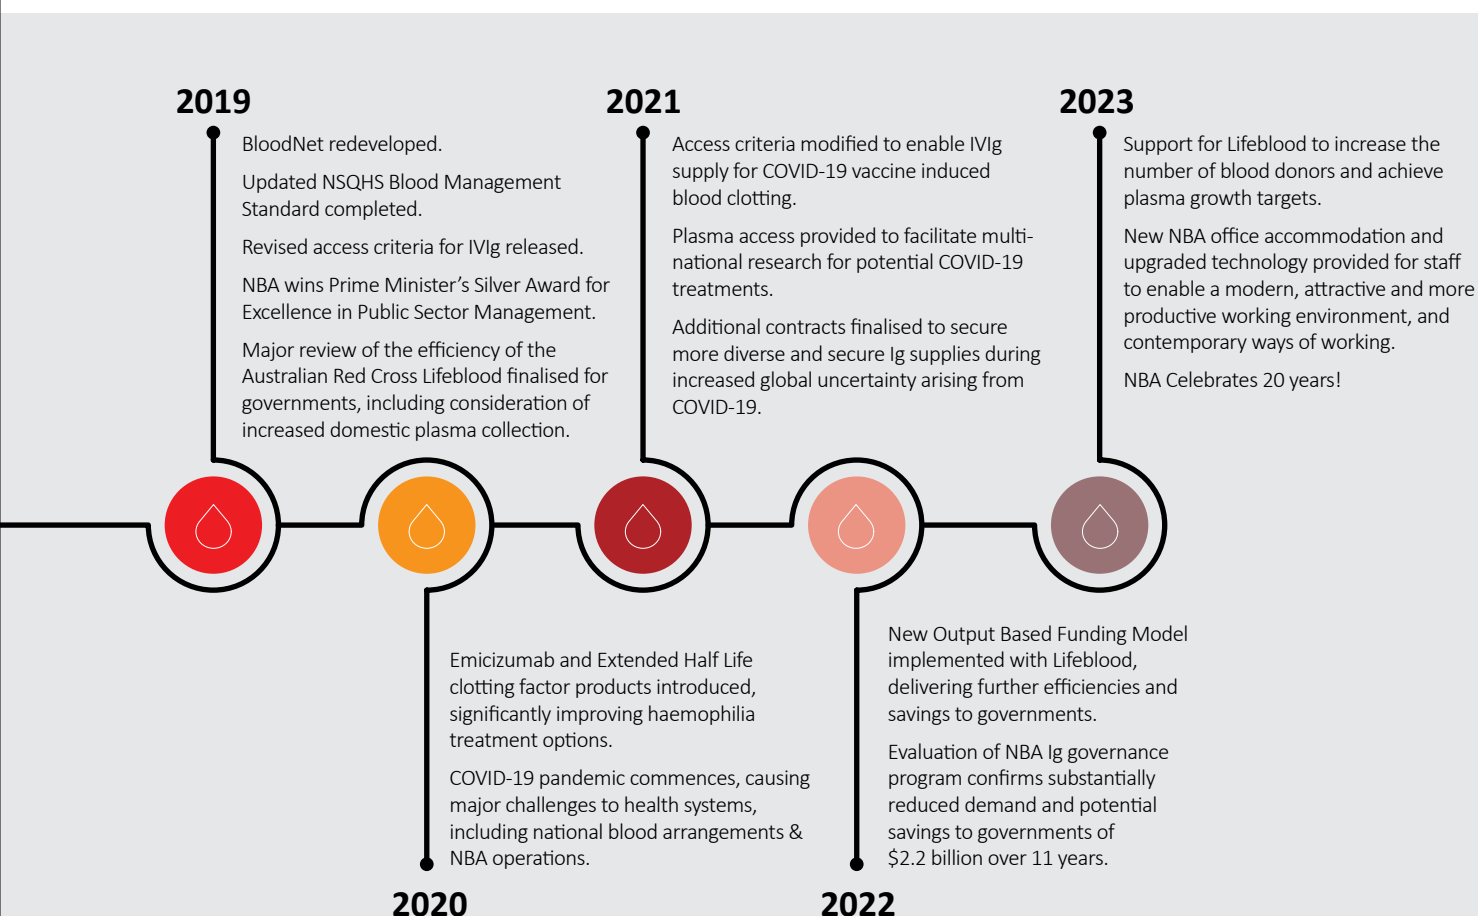 2019
BloodNet redeveloped.
Updated NSQHS Blood Management
Standard completed.
Revised access criteria for IVIg released.
NBA wins Prime Minister’s Silver Award for
Excellence in Public Sector Management.
Major review of the efficiency of the
Australian Red Cross Lifeblood finalised for
governments, including consideration of
increased domestic plasma collection.
Emicizumab and Extended Half Life
clotting factor products introduced,
significantly improving haemophilia
treatment options.
COVID-19 pandemic commences, causing
major challenges to health systems,
including national blood arrangements &
NBA operations.
2020
2021
Access criteria modified to enable IVIg
supply for COVID-19 vaccine induced
blood clotting.
Plasma access provided to facilitate multi-
national research for potential COVID-19
treatments.
Additional contracts finalised to secure
more diverse and secure Ig supplies during
increased global uncertainty arising from
COVID-19.
New Output Based Funding Model
implemented with Lifeblood,
delivering further efficiencies and
savings to governments.
Evaluation of NBA Ig governance
program confirms substantially
reduced demand and potential
savings to governments of
$2.2 billion over 11 years.
2022
2023
Support for Lifeblood to increase the
number of blood donors and achieve
plasma growth targets.
New NBA office accommodation and
upgraded technology provided for staff
to enable a modern, attractive and more
productive working environment, and
contemporary ways of working.
NBA Celebrates 20 years!